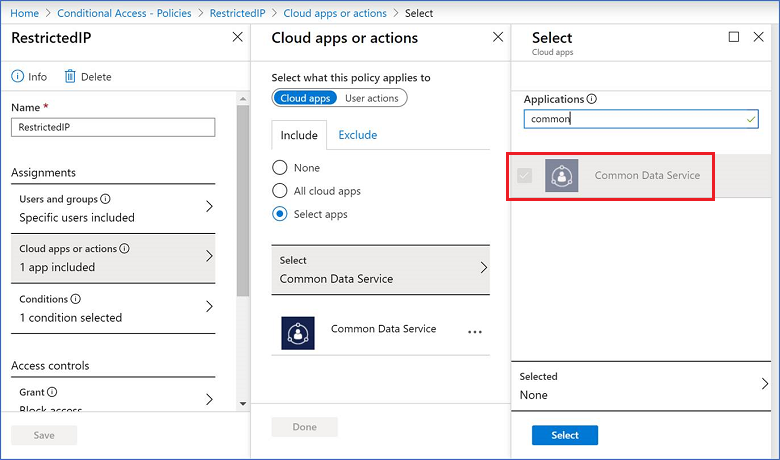 Home > Conditional Access - Policies > RestrictedIP > Cloud apps or actions > Select
RestrictedIP
Info Delete
Name *
RestrictedIP
Assignments
Users and groups
Specific users included
Cloud apps or actions
1 app included
Conditions
1 condition selected
Access controls
Grant
Block access
Save
Cloud apps or actions
Select what this policy applies to
Cloud apps User actions
Include Exclude
None
All cloud apps
Select apps
Select
Common Data Service
Common Data Service
Done
Select
Cloud apps
Applications
common
Common Data Service
Selected
None
Select